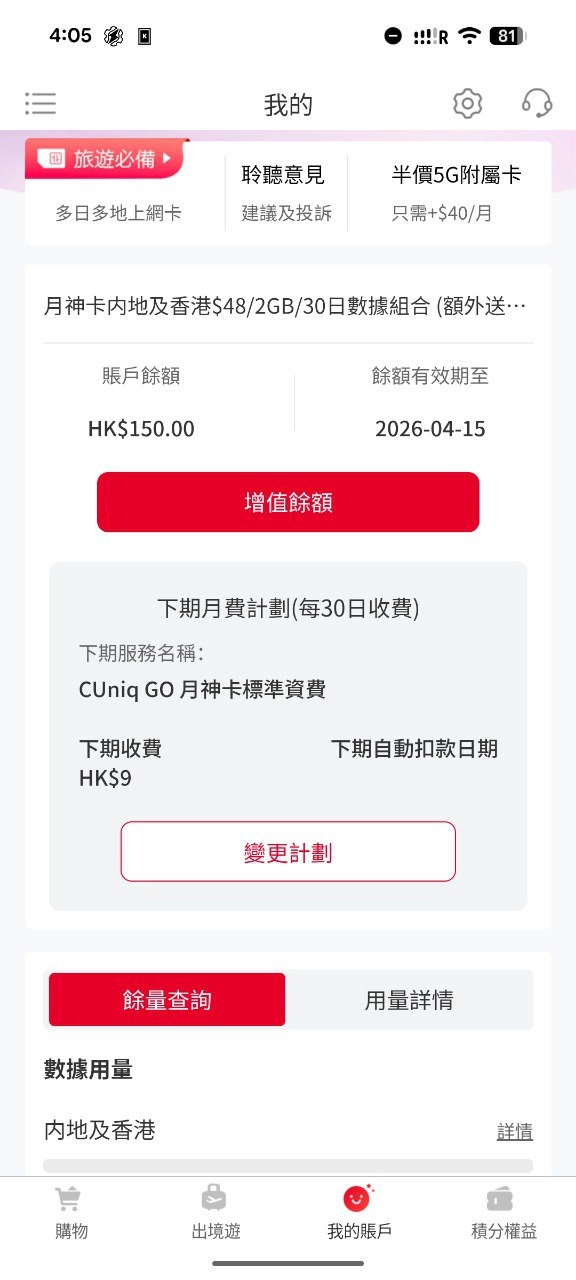 4:05
R
81
我的
旅遊必備
多日多地上網卡
聆聽意見
建議及投訴
半價5G附屬卡
只需+$40/月
月神卡内地及香港$48/2GB/30日數據組合 (額外送…
賬戶餘額
餘額有效期至
HK$150.00
2026-04-15
增值餘額
下期月費計劃(每30日收費)
下期服務名稱:
CUniq GO 月神卡標準資費
下期收費
下期自動扣款日期
HK$9
變更計劃
餘量查詢
用量詳情
數據用量
内地及香港
詳情
購物
出境遊
我的賬戶
積分權益